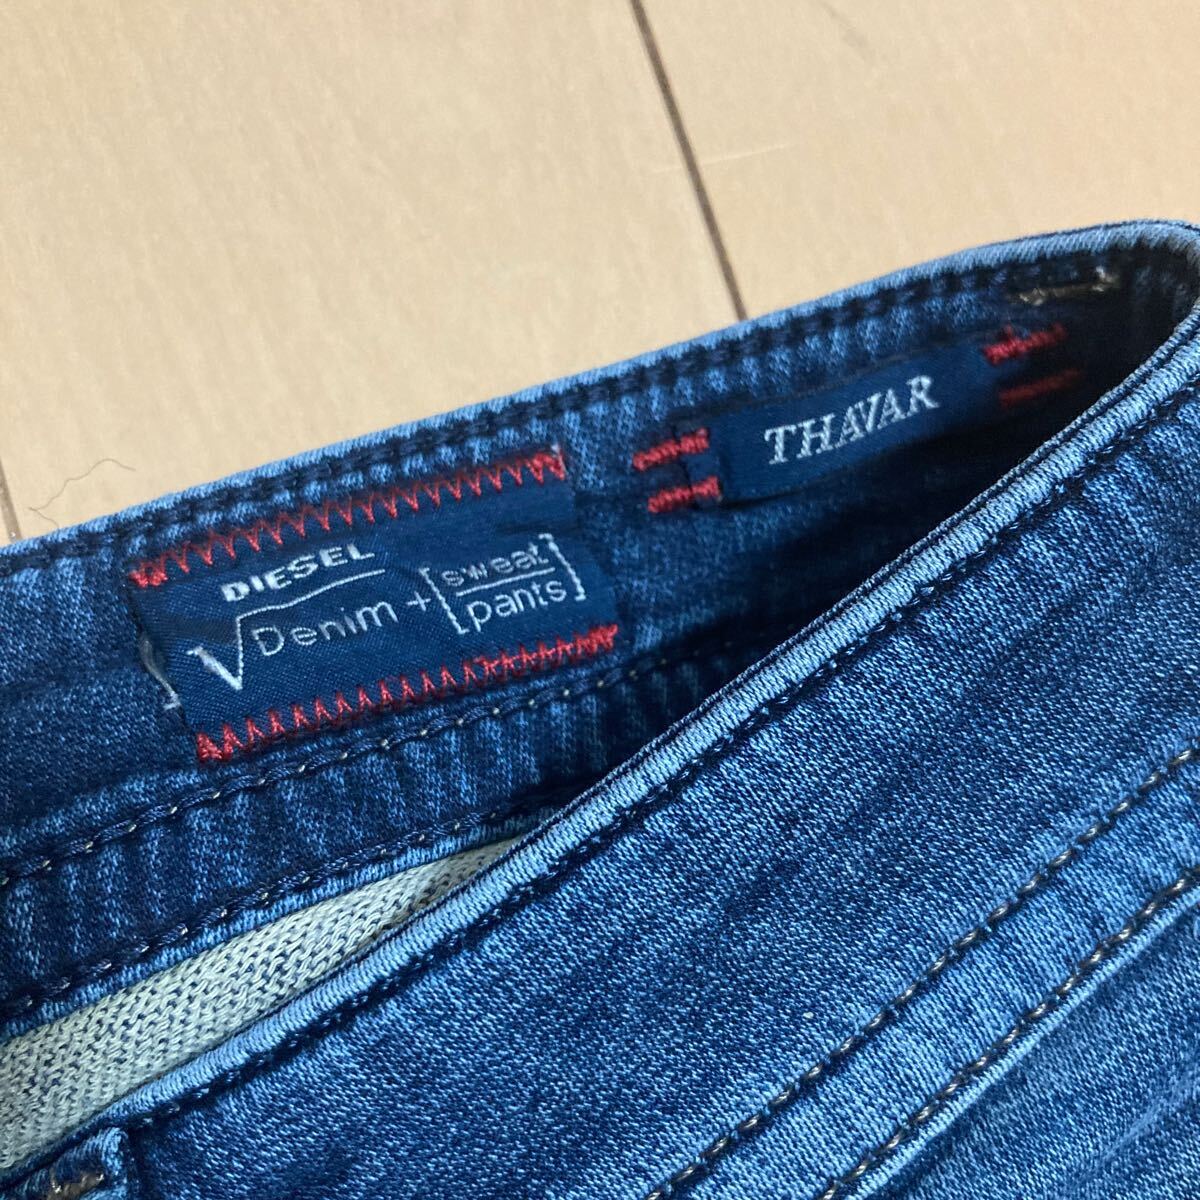 DIESEL
√Denim + [sweat
pants]
THAVAR